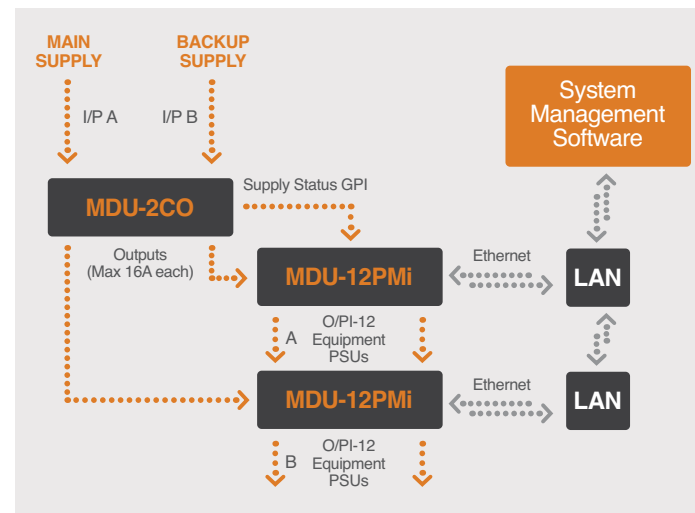 MAIN
SUPPLY
BACKUP
SUPPLY
I/P A
I/P B
System
Management
Software
Supply Status GPI
MDU-2CO
Outputs
(Max 16A each)
Ethernet
MDU-12PMi
LAN
A
O/PI-12
Equipment
PSUs
Ethernet
MDU-12PMi
LAN
B
O/PI-12
Equipment
PSUs